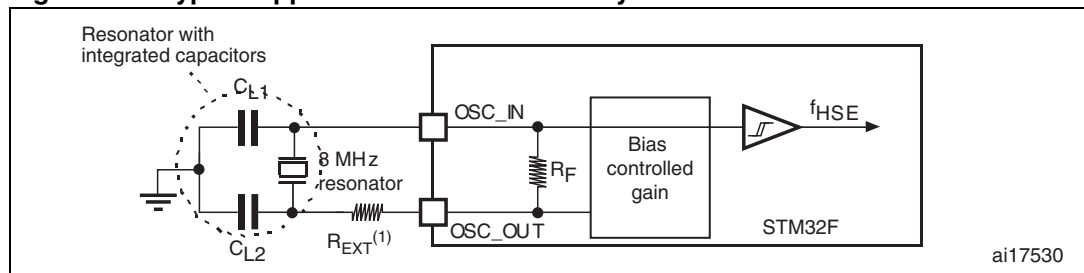 Resonator with
integrated capacitors
CL1
OSC_IN
fHSE
8 MHz
resonator
RF
Bias
controlled
gain
REXT(1)
OSC_OUT
STM32F
CL2
ai17530